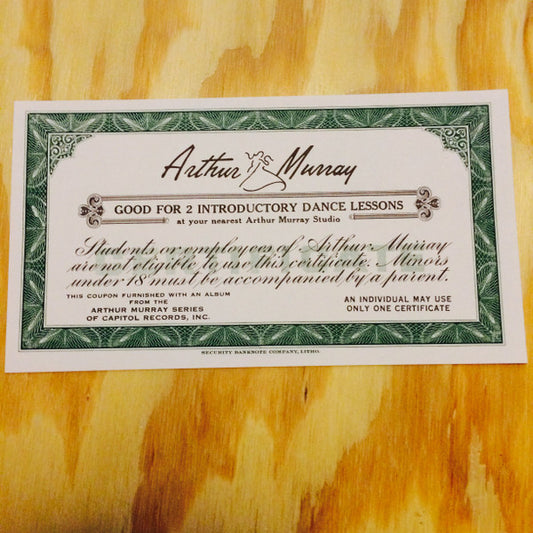 Arthur Murray
GOOD FOR 2 INTRODUCTORY DANCE LESSONS
at your nearest Arthur Murray Studio
Students or employees of Arthur Murray
are not eligible to use this certificate. Minors
under 18 must be accompanied by a parent.
THIS COUPON FURNISHED WITH AN ALBUM
FROM THE
ARTHUR MURRAY SERIES
OF CAPITOL RECORDS, INC.
AN INDIVIDUAL MAY USE
ONLY ONE CERTIFICATE
SECURITY BANKNOTE COMPANY, LITHO.